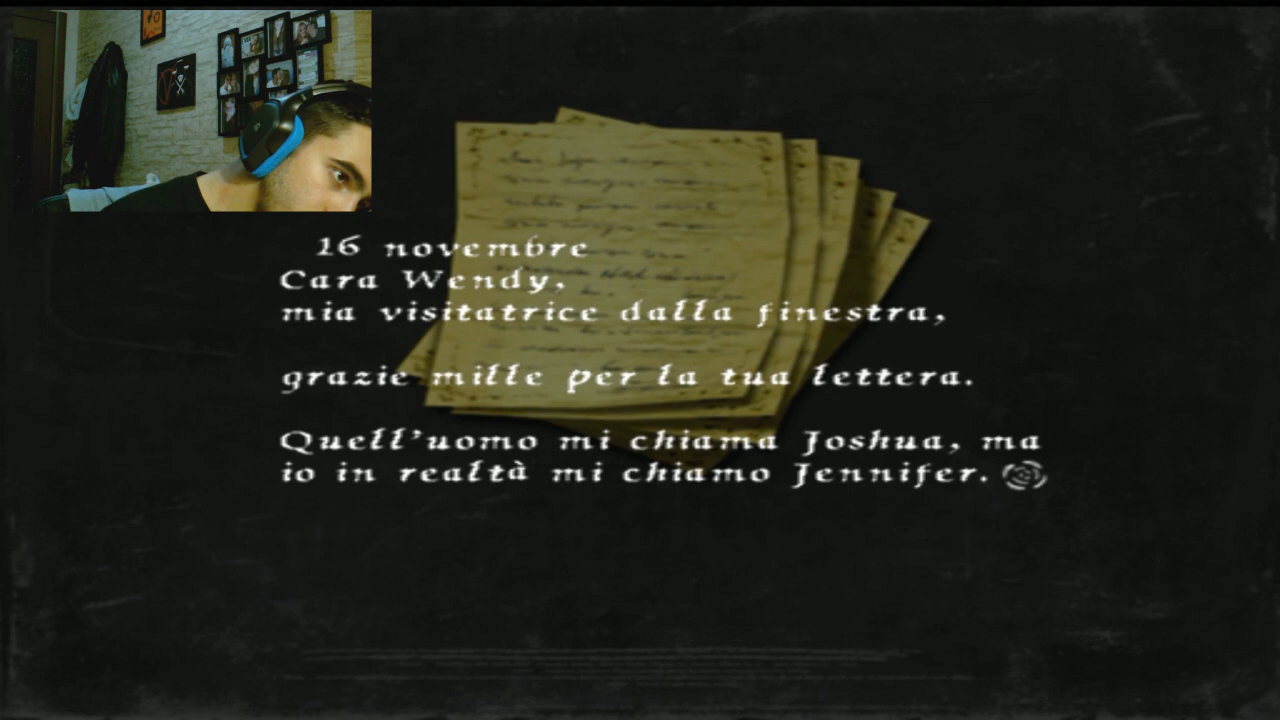 16 novembre
Cara Wendy,
mia visitatrice dalla finestra,
grazie mille per la tua lettera.
Quell'uomo mi chiama Joshua, ma
io in realtà mi chiamo Jennifer.